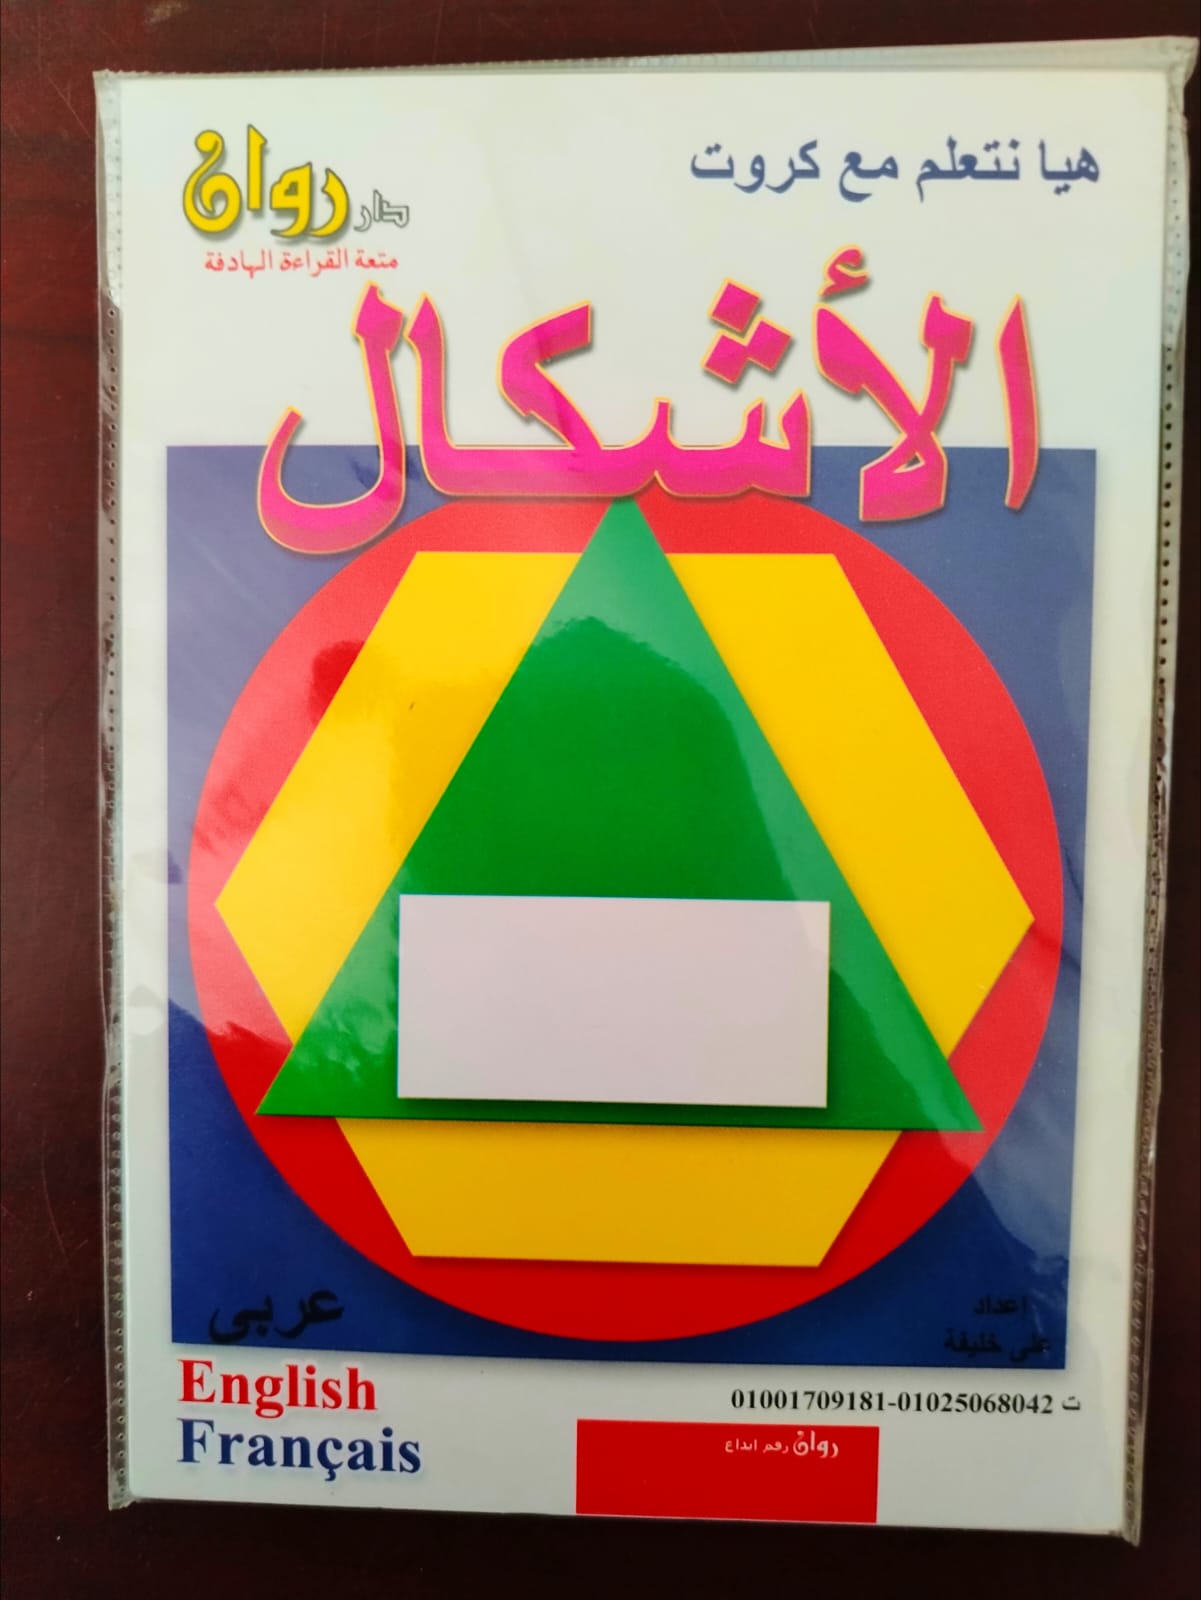 هيا نتعلم مع كروت
دار روان
متعة القراءة الهادفة
الأشكال
عربى
إعداد
على خليفة
English
Français
ت 01025068042-01001709181
روان رقم ايداع